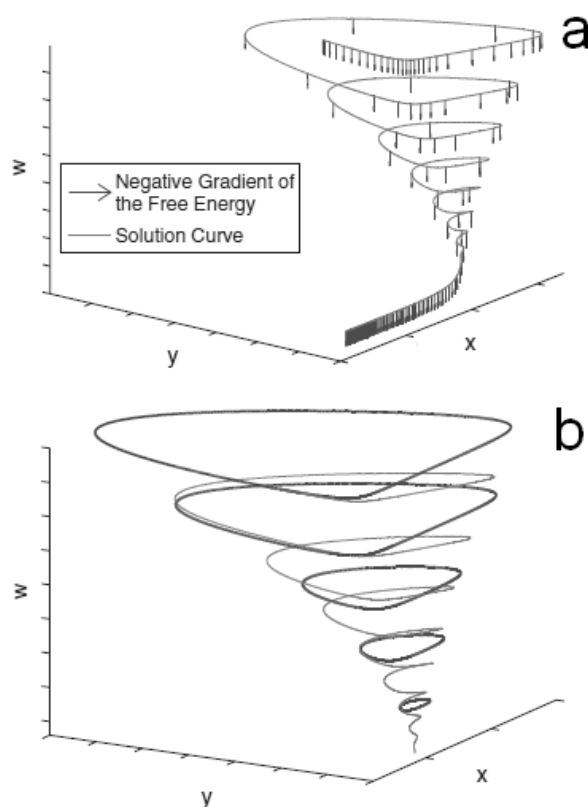 a
w
Negative Gradient of
the Free Energy
Solution Curve
y
x
b
w
y
x